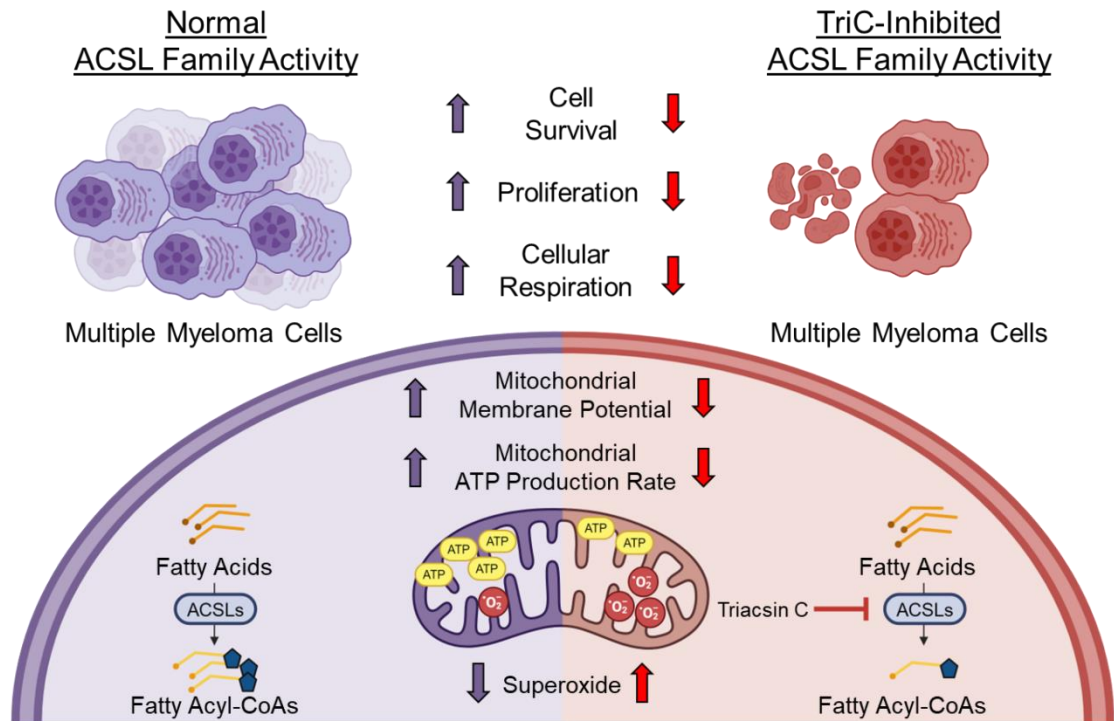 Normal
ACSL Family Activity
TriC-Inhibited
ACSL Family Activity
Cell
Survival
Proliferation
Cellular
Respiration
Multiple Myeloma Cells
Multiple Myeloma Cells
Mitochondrial
Membrane Potential
Mitochondrial
ATP Production Rate
Fatty Acids
ACSLs
Fatty Acyl-CoAs
ATP
ATP
ATP
ATP
•O₂⁻
ATP
ATP
•O₂⁻
•O₂⁻
•O₂⁻
Superoxide
Triacsin C
Fatty Acids
ACSLs
Fatty Acyl-CoAs